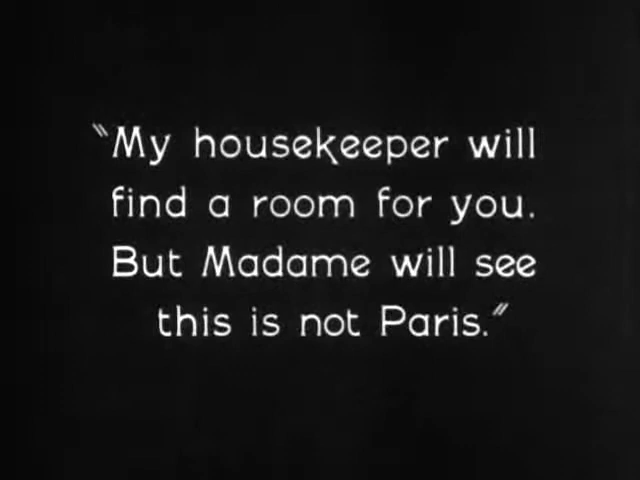 "My housekeeper will
find a room for you.
But Madame will see
this is not Paris."